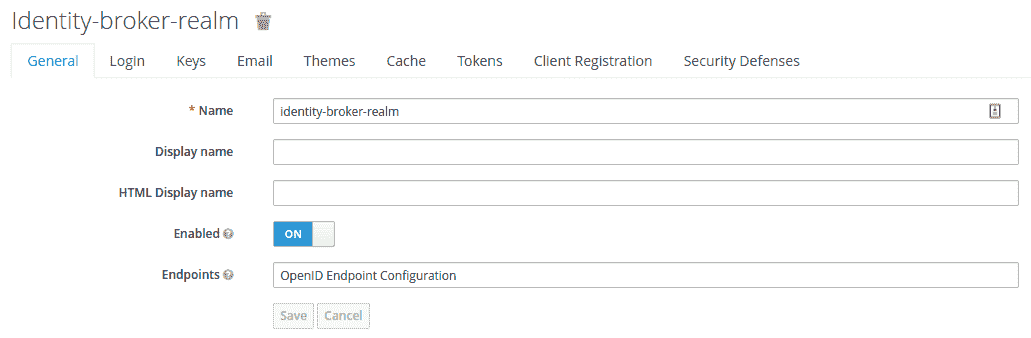 Identity-broker-realm
General Login Keys Email Themes Cache Tokens Client Registration Security Defenses
* Name identity-broker-realm
Display name
HTML Display name
Enabled ON
Endpoints OpenID Endpoint Configuration
Save Cancel